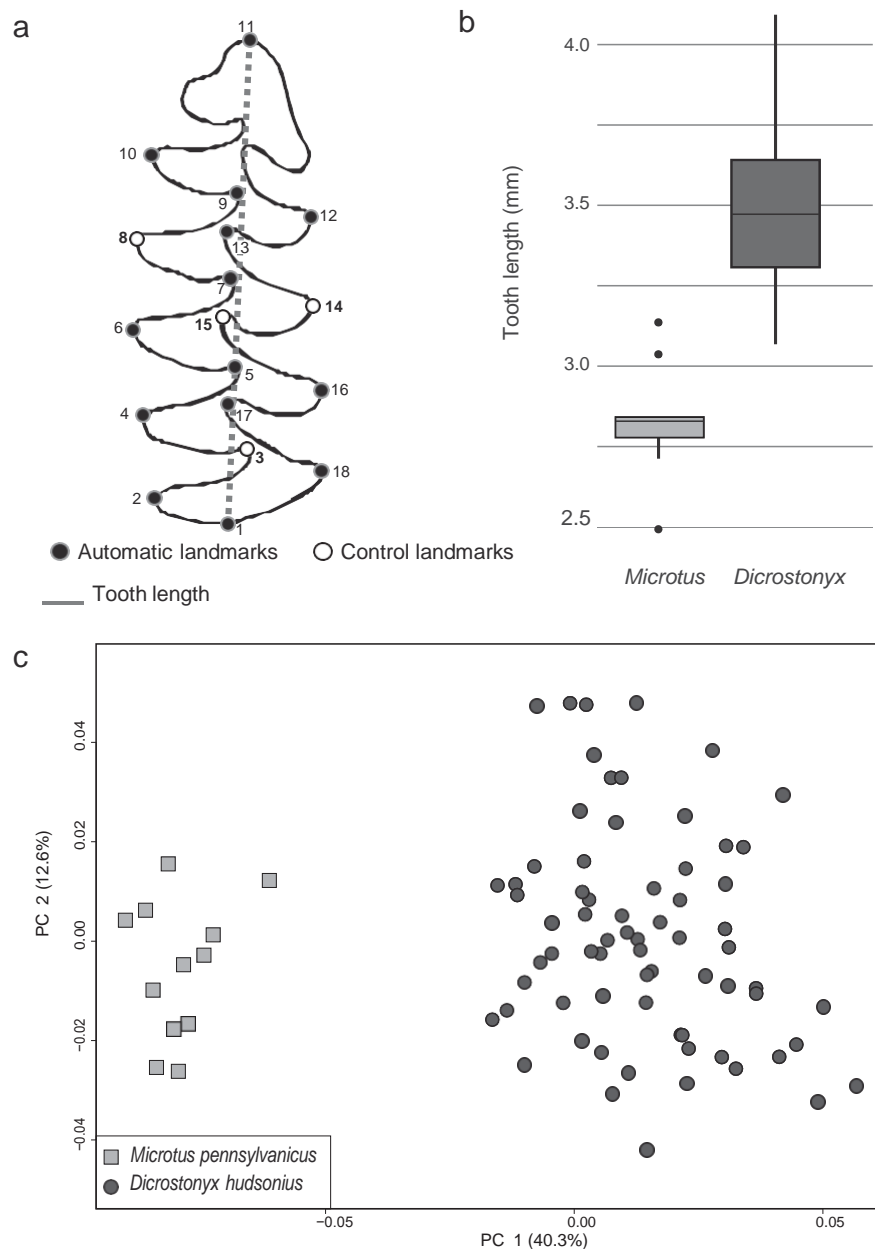 a
11
10
9
12
8
13
7
14
15
6
5
16
4
17
3
18
2
1
Automatic landmarks
Control landmarks
Tooth length
b
4.0
3.5
3.0
2.5
Tooth length (mm)
Microtus
Dicrostonyx
c
0.04
0.02
0.00
−0.02
−0.04
PC 2 (12.6%)
Microtus pennsylvanicus
Dicrostonyx hudsonius
−0.05
0.00
0.05
PC 1 (40.3%)